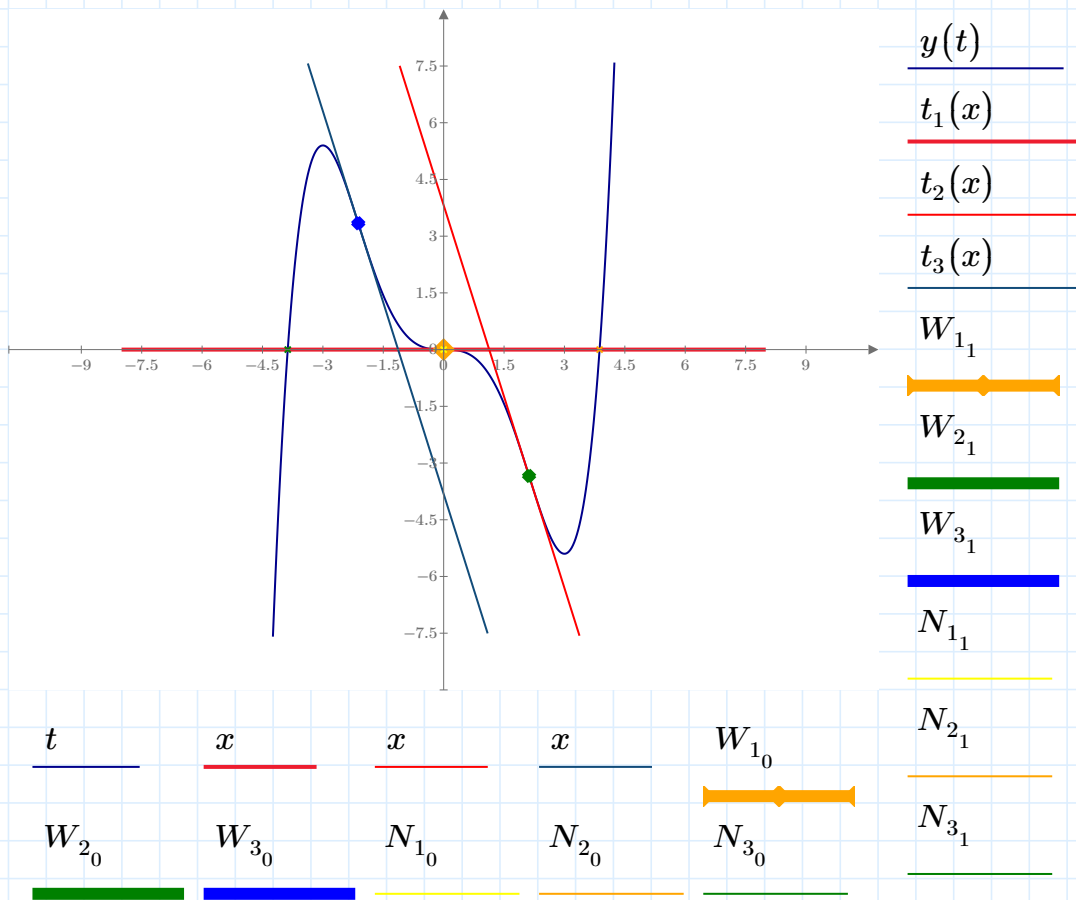 y(t)
t₁(x)
t₂(x)
t₃(x)
W₁₁
W₂₁
W₃₁
N₁₁
N₂₁
N₃₁
7.5
6
4.5
3
1.5
0
−9 −7.5 −6 −4.5 −3 −1.5 0 1.5 3 4.5 6 7.5 9
−1.5
−3
−4.5
−6
−7.5
t x x x W₁₀
W₂₀ W₃₀ N₁₀ N₂₀ N₃₀